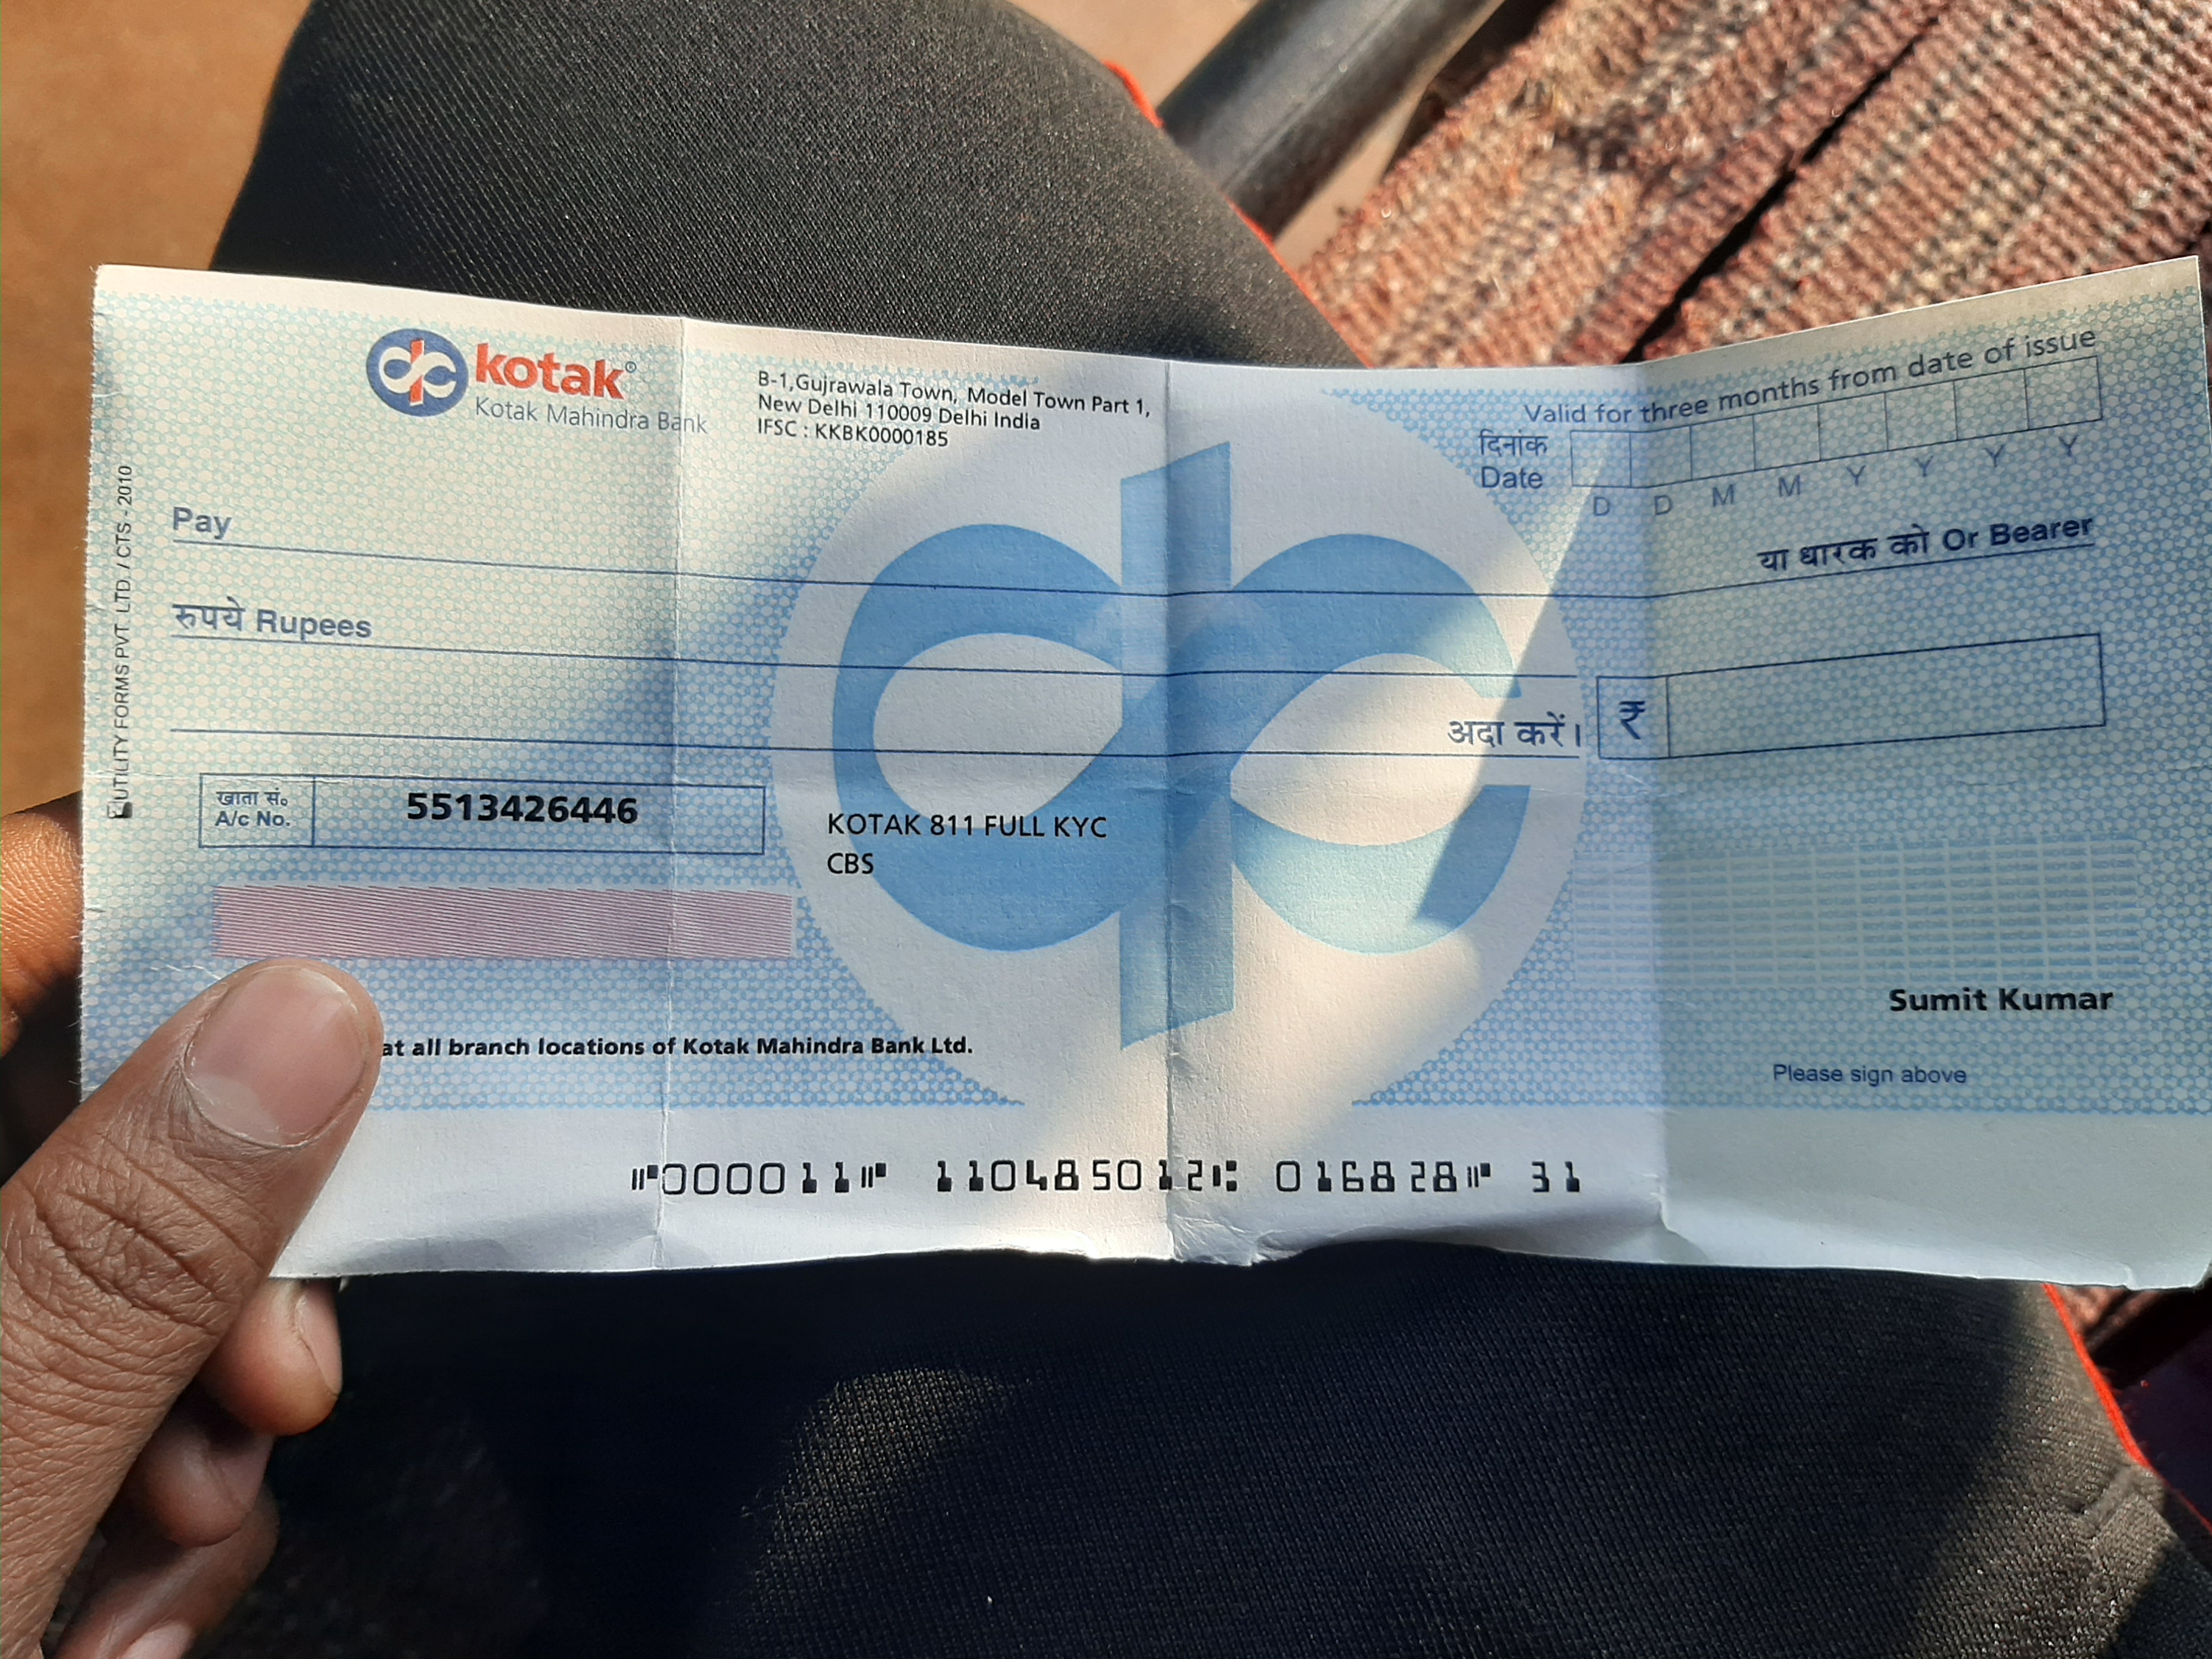 UTILITY FORMS PVT. LTD. / CTS - 2010
kotak®
Kotak Mahindra Bank
B-1,Gujrawala Town, Model Town Part 1,
New Delhi 110009 Delhi India
IFSC : KKBK0000185
Valid for three months from date of issue
दिनांक
Date
D D M M Y Y Y Y
Pay
या धारक को Or Bearer
रुपये Rupees
अदा करें।
₹
खाता सं.
A/c No.
5513426446
KOTAK 811 FULL KYC
CBS
Sumit Kumar
Please sign above
at all branch locations of Kotak Mahindra Bank Ltd.
⑈000011⑈ 110485012⑆ 016828⑈ 31